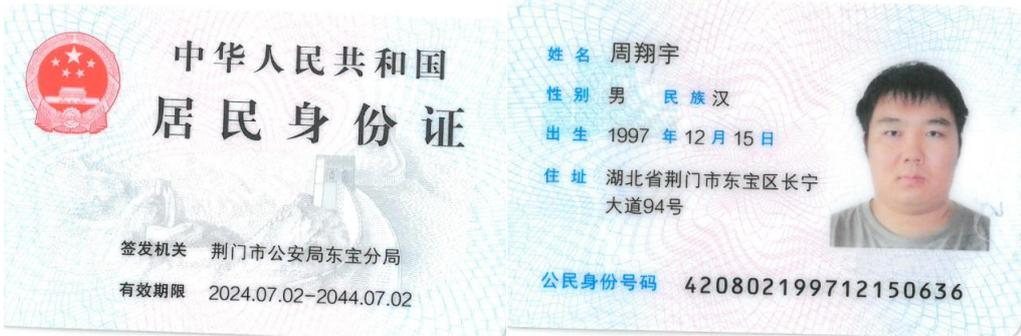 中华人民共和国
居民身份证
签发机关 荆门市公安局东宝分局
有效期限 2024.07.02-2044.07.02
姓名 周翔宇
性别 男 民族 汉
出生 1997 年 12 月 15 日
住址 湖北省荆门市东宝区长宁
大道94号
公民身份号码 420802199712150636